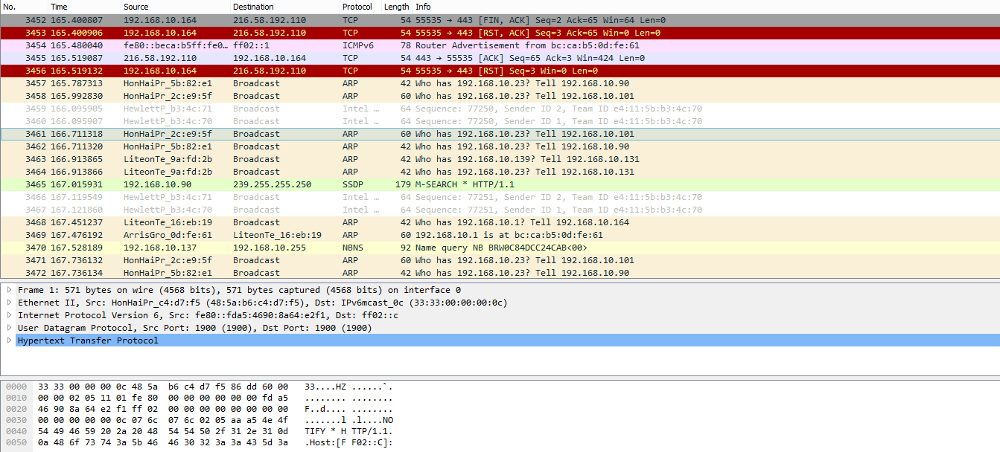 No. Time Source Destination Protocol Length Info
3452 165.400807 192.168.10.164 216.58.192.110 TCP 54 55535 → 443 [FIN, ACK] Seq=2 Ack=65 Win=64 Len=0
3453 165.400906 192.168.10.164 216.58.192.110 TCP 54 55535 → 443 [RST, ACK] Seq=3 Ack=65 Win=0 Len=0
3454 165.480040 fe80::beca:b5ff:fe0… ff02::1 ICMPv6 78 Router Advertisement from bc:ca:b5:0d:fe:61
3455 165.519087 216.58.192.110 192.168.10.164 TCP 54 443 → 55535 [ACK] Seq=65 Ack=3 Win=424 Len=0
3456 165.519132 192.168.10.164 216.58.192.110 TCP 54 55535 → 443 [RST] Seq=3 Win=0 Len=0
3457 165.787313 HonHaiPr_5b:82:e1 Broadcast ARP 42 Who has 192.168.10.23? Tell 192.168.10.90
3458 165.992830 HonHaiPr_2c:e9:5f Broadcast ARP 60 Who has 192.168.10.23? Tell 192.168.10.101
3459 166.095905 HewlettP_b3:4c:71 Broadcast Intel … 64 Sequence: 77250, Sender ID 2, Team ID e4:11:5b:b3:4c:70
3460 166.095907 HewlettP_b3:4c:70 Broadcast Intel … 64 Sequence: 77250, Sender ID 1, Team ID e4:11:5b:b3:4c:70
3461 166.711318 HonHaiPr_2c:e9:5f Broadcast ARP 60 Who has 192.168.10.23? Tell 192.168.10.101
3462 166.711320 HonHaiPr_5b:82:e1 Broadcast ARP 42 Who has 192.168.10.23? Tell 192.168.10.90
3463 166.913865 LiteonTe_9a:fd:2b Broadcast ARP 42 Who has 192.168.10.139? Tell 192.168.10.131
3464 166.913866 LiteonTe_9a:fd:2b Broadcast ARP 42 Who has 192.168.10.23? Tell 192.168.10.131
3465 167.015931 192.168.10.90 239.255.255.250 SSDP 179 M-SEARCH * HTTP/1.1
3466 167.119549 HewlettP_b3:4c:71 Broadcast Intel … 64 Sequence: 77251, Sender ID 2, Team ID e4:11:5b:b3:4c:70
3467 167.121860 HewlettP_b3:4c:70 Broadcast Intel … 64 Sequence: 77251, Sender ID 1, Team ID e4:11:5b:b3:4c:70
3468 167.451237 LiteonTe_16:eb:19 Broadcast ARP 42 Who has 192.168.10.1? Tell 192.168.10.164
3469 167.476192 ArrisGro_0d:fe:61 LiteonTe_16:eb:19 ARP 60 192.168.10.1 is at bc:ca:b5:0d:fe:61
3470 167.528189 192.168.10.137 192.168.10.255 NBNS 92 Name query NB BRW0C84DCC24CAB<00>
3471 167.736132 HonHaiPr_2c:e9:5f Broadcast ARP 60 Who has 192.168.10.23? Tell 192.168.10.101
3472 167.736134 HonHaiPr_5b:82:e1 Broadcast ARP 42 Who has 192.168.10.23? Tell 192.168.10.90
Frame 1: 571 bytes on wire (4568 bits), 571 bytes captured (4568 bits) on interface 0
Ethernet II, Src: HonHaiPr_c4:d7:f5 (48:5a:b6:c4:d7:f5), Dst: IPv6mcast_0c (33:33:00:00:00:0c)
Internet Protocol Version 6, Src: fe80::fda5:4690:8a64:e2f1, Dst: ff02::c
User Datagram Protocol, Src Port: 1900 (1900), Dst Port: 1900 (1900)
Hypertext Transfer Protocol
0000 33 33 00 00 00 0c 48 5a b6 c4 d7 f5 86 dd 60 00 33....HZ ......`.
0010 00 00 02 05 11 01 fe 80 00 00 00 00 00 00 fd a5 ........ ........
0020 46 90 8a 64 e2 f1 ff 02 00 00 00 00 00 00 00 00 F..d.... ........
0030 00 00 00 00 00 0c 07 6c 07 6c 02 05 aa a5 4e 4f .......l .l....NO
0040 54 49 46 59 20 2a 20 48 54 54 50 2f 31 2e 31 0d TIFY * H TTP/1.1.
0050 0a 48 6f 73 74 3a 5b 46 46 30 32 3a 3a 43 5d 3a .Host:[F F02::C]: